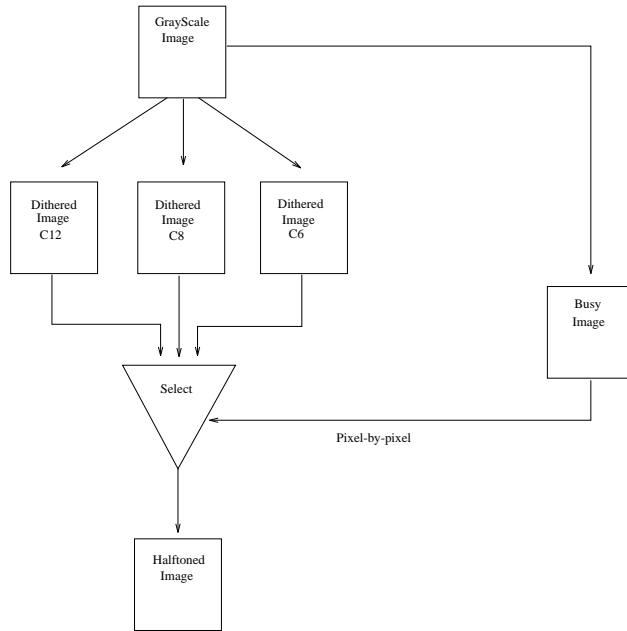 GrayScale
Image
Dithered
Image
C12
Dithered
Image
C8
Dithered
Image
C6
Busy
Image
Select
Pixel-by-pixel
Halftoned
Image